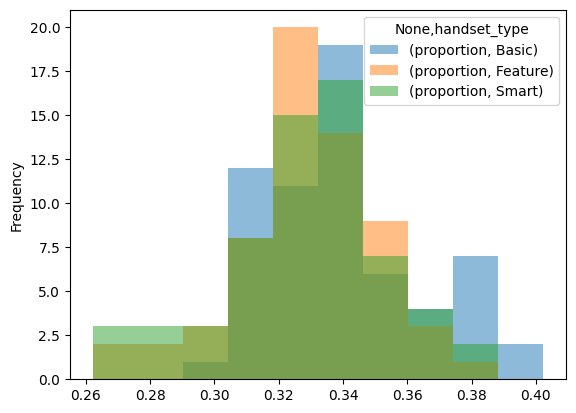 None,handset_type
(proportion, Basic)
(proportion, Feature)
(proportion, Smart)
Frequency
20.0
17.5
15.0
12.5
10.0
7.5
5.0
2.5
0.0
0.26 0.28 0.30 0.32 0.34 0.36 0.38 0.40